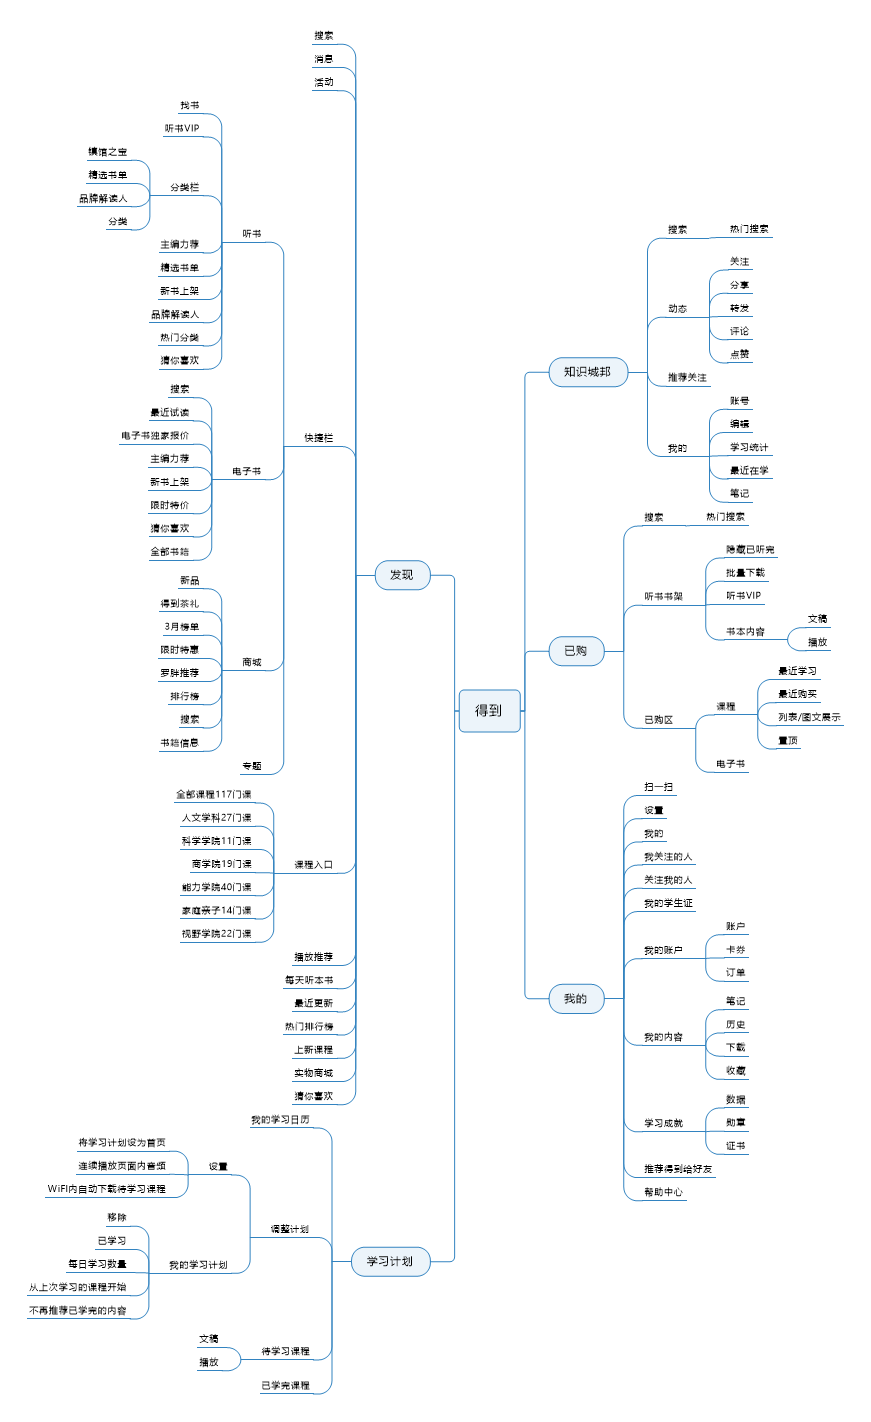 得到
发现
搜索
消息
活动
快捷栏
听书
找书
听书VIP
分类栏
镇馆之宝
精选书单
品牌解读人
分类
主编力荐
精选书单
新书上架
品牌解读人
热门分类
猜你喜欢
电子书
搜索
最近试读
电子书独家报价
主编力荐
新书上架
限时特价
猜你喜欢
全部书籍
商城
新品
得到茶礼
3月榜单
限时特惠
罗胖推荐
排行榜
搜索
书籍信息
专题
课程入口
全部课程117门课
人文学科27门课
科学学院11门课
商学院19门课
能力学院40门课
家庭亲子14门课
视野学院22门课
播放推荐
每天听本书
最近更新
热门排行榜
上新课程
实物商城
猜你喜欢
学习计划
我的学习日历
调整计划
设置
将学习计划设为首页
连续播放页面内音频
WiFi内自动下载待学习课程
我的学习计划
移除
已学习
每日学习数量
从上次学习的课程开始
不再推荐已学完的内容
待学习课程
文稿
播放
已学完课程
知识城邦
搜索
热门搜索
动态
关注
分享
转发
评论
点赞
推荐关注
我的
账号
编辑
学习统计
最近在学
笔记
已购
搜索
热门搜索
听书书架
隐藏已听完
批量下载
听书VIP
书本内容
文稿
播放
已购区
课程
最近学习
最近购买
列表/图文展示
置顶
电子书
我的
扫一扫
设置
我的
我关注的人
关注我的人
我的学生证
我的账户
账户
卡券
订单
我的内容
笔记
历史
下载
收藏
学习成就
数据
勋章
证书
推荐得到给好友
帮助中心